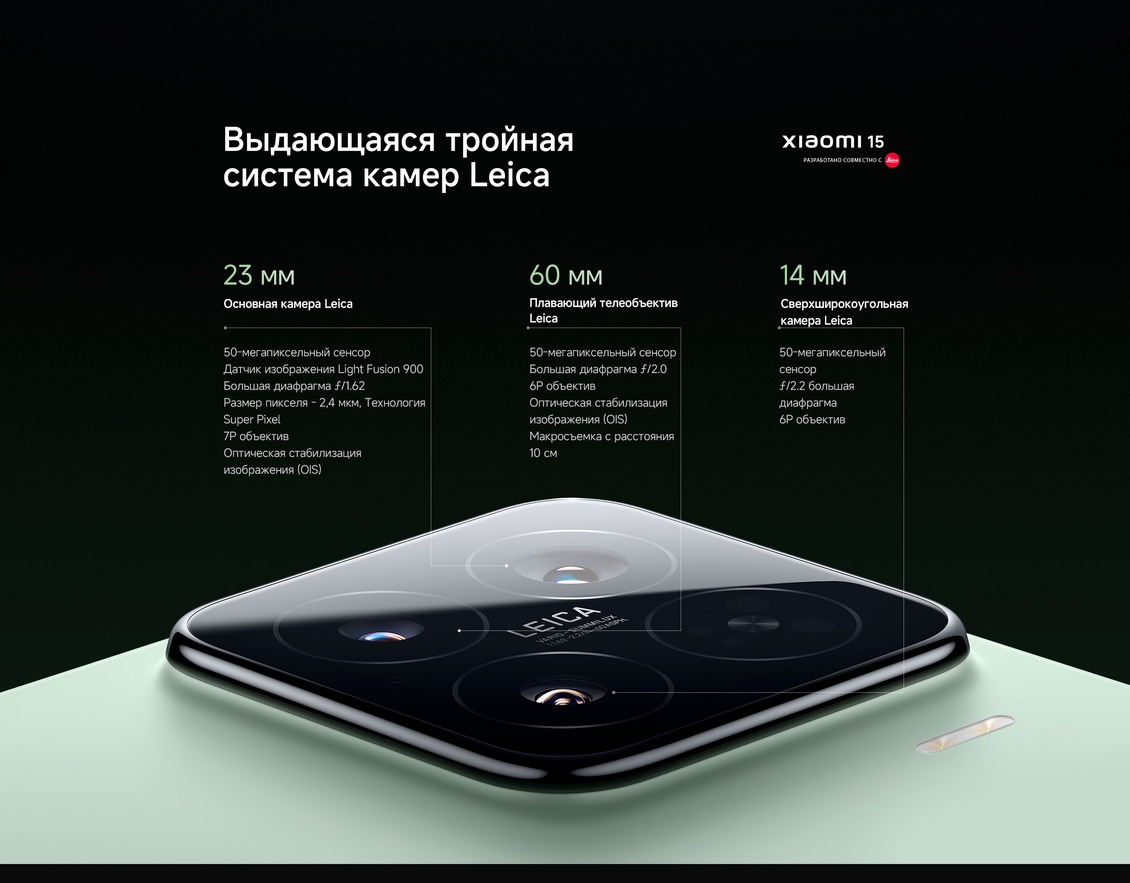 Выдающаяся тройная
система камер Leica
xiaomi 15
РАЗРАБОТАНО СОВМЕСТНО С Leica
23 мм
Основная камера Leica
50-мегапиксельный сенсор
Датчик изображения Light Fusion 900
Большая диафрагма ƒ/1.62
Размер пикселя - 2,4 мкм, Технология
Super Pixel
7P объектив
Оптическая стабилизация
изображения (OIS)
60 мм
Плавающий телеобъектив
Leica
50-мегапиксельный сенсор
Большая диафрагма ƒ/2.0
6P объектив
Оптическая стабилизация
изображения (OIS)
Макросъемка с расстояния
10 см
14 мм
Сверхширокоугольная
камера Leica
50-мегапиксельный
сенсор
ƒ/2.2 большая
диафрагма
6P объектив
LEICA
VARIO-SUMMILUX